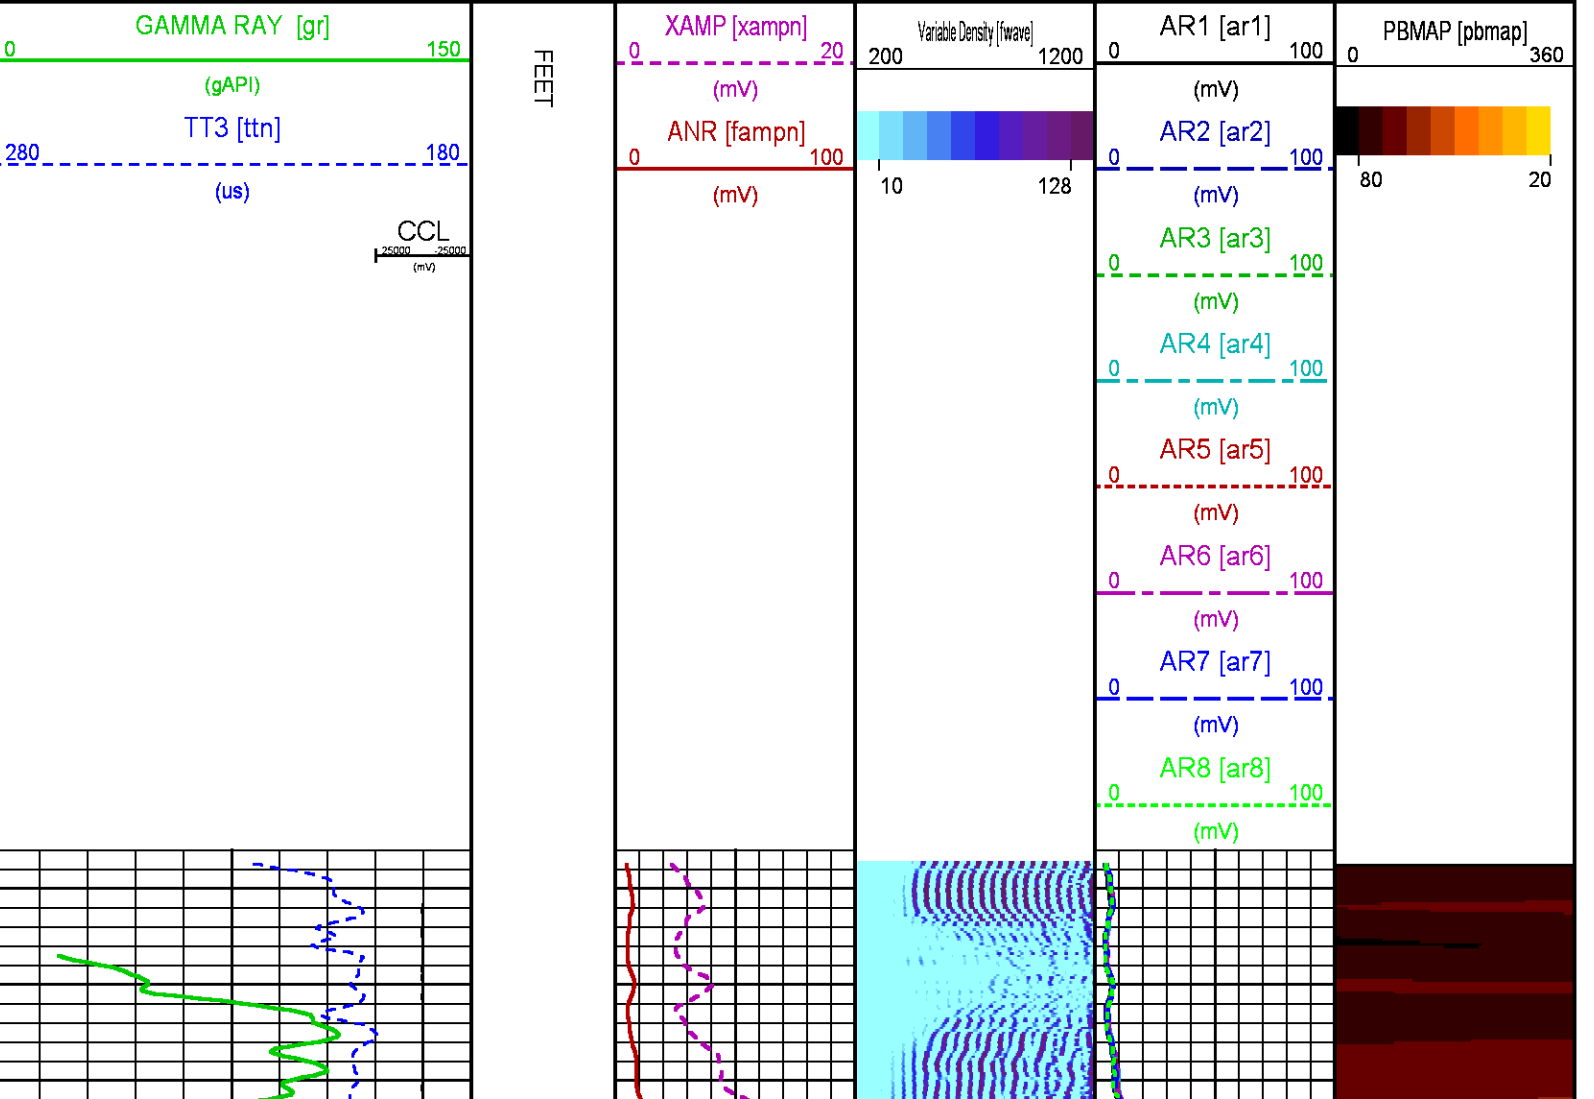 GAMMA RAY [gr]
0 150
(gAPI)
TT3 [ttn]
280 180
(us)
CCL
25000 -25000
(mV)
FEET
XAMP [xampn]
0 20
(mV)
ANR [fampn]
0 100
(mV)
Variable Density [fwave]
200 1200
10 128
AR1 [ar1]
0 100
(mV)
AR2 [ar2]
0 100
(mV)
AR3 [ar3]
0 100
(mV)
AR4 [ar4]
0 100
(mV)
AR5 [ar5]
0 100
(mV)
AR6 [ar6]
0 100
(mV)
AR7 [ar7]
0 100
(mV)
AR8 [ar8]
0 100
(mV)
PBMAP [pbmap]
0 360
80 20